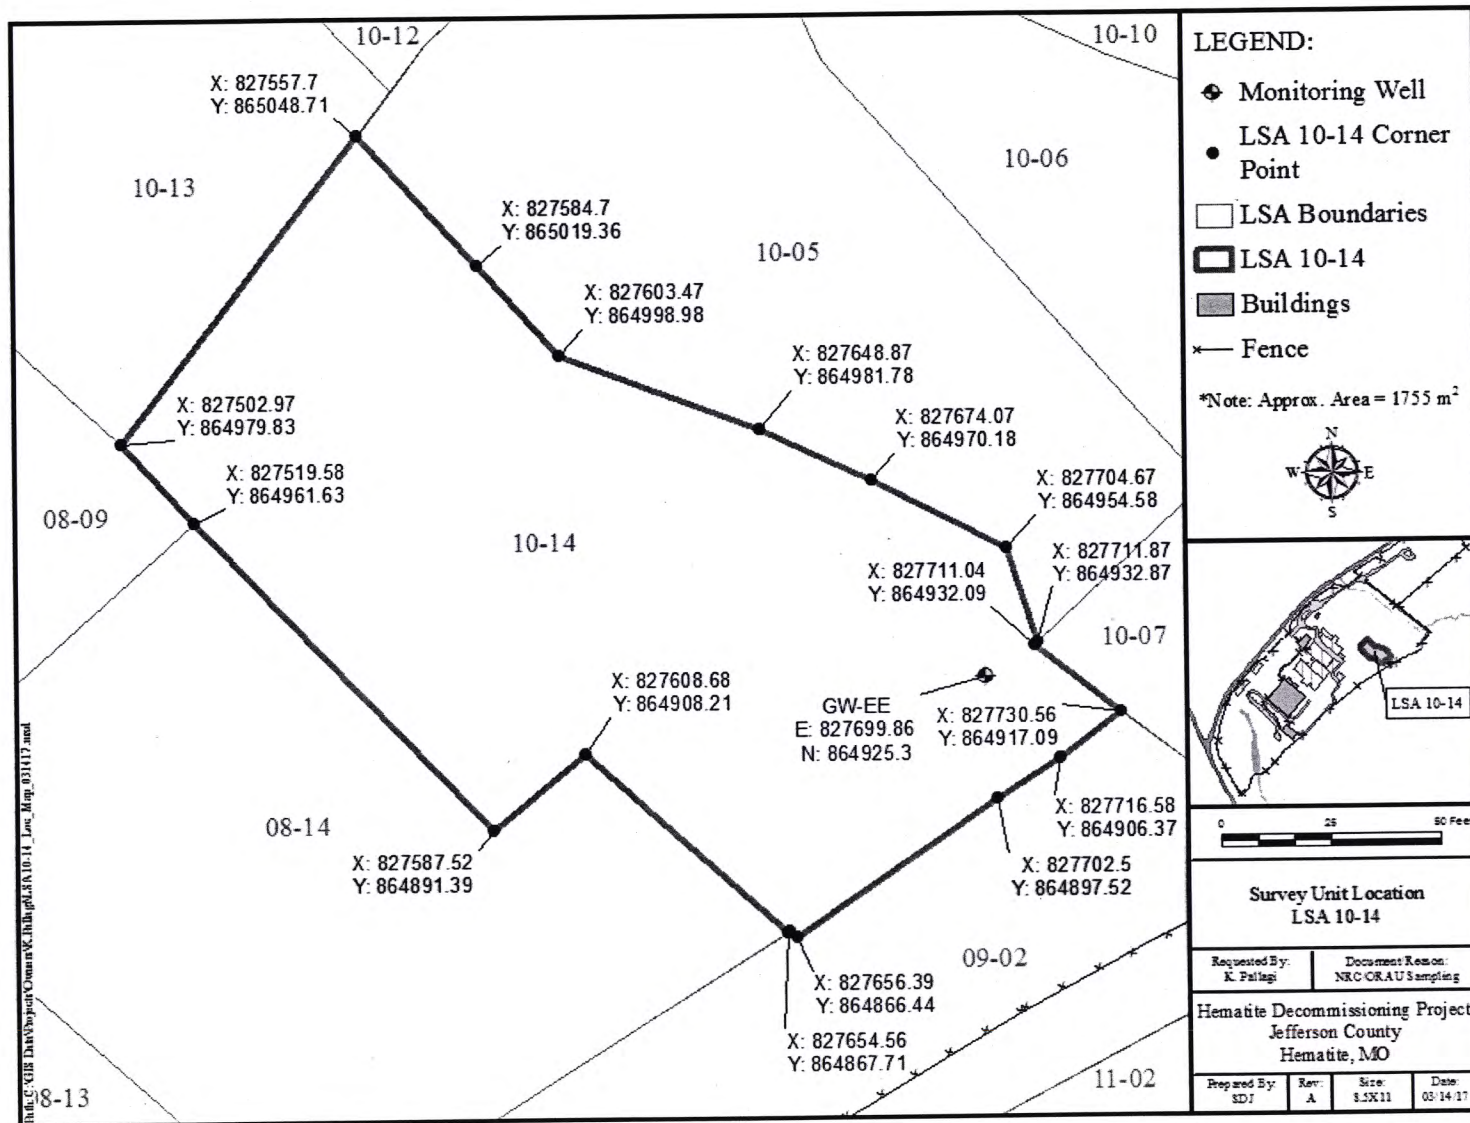 10-12
10-10
X: 827557.7
Y: 865048.71
10-13
10-06
X: 827584.7
Y: 865019.36
10-05
X: 827603.47
Y: 864998.98
X: 827648.87
Y: 864981.78
X: 827502.97
Y: 864979.83
X: 827674.07
Y: 864970.18
X: 827519.58
Y: 864961.63
X: 827704.67
Y: 864954.58
08-09
10-14
X: 827711.87
Y: 864932.87
X: 827711.04
Y: 864932.09
10-07
X: 827608.68
Y: 864908.21
GW-EE
E: 827699.86
N: 864925.3
X: 827730.56
Y: 864917.09
08-14
X: 827716.58
Y: 864906.37
X: 827587.52
Y: 864891.39
X: 827702.5
Y: 864897.52
09-02
X: 827656.39
Y: 864866.44
X: 827654.56
Y: 864867.71
11-02
08-13
LEGEND:
Monitoring Well
LSA 10-14 Corner
Point
LSA Boundaries
LSA 10-14
Buildings
Fence
*Note: Approx. Area = 1755 m²
N
W E
S
LSA 10-14
0 25 50 Feet
Survey Unit Location
LSA 10-14
Requested By:
K. Pallagi
Document Reason:
NRC/ORAU Sampling
Hematite Decommissioning Project
Jefferson County
Hematite, MO
Prepared By:
SDJ
Rev:
A
Size:
8.5X11
Date:
03/14/17